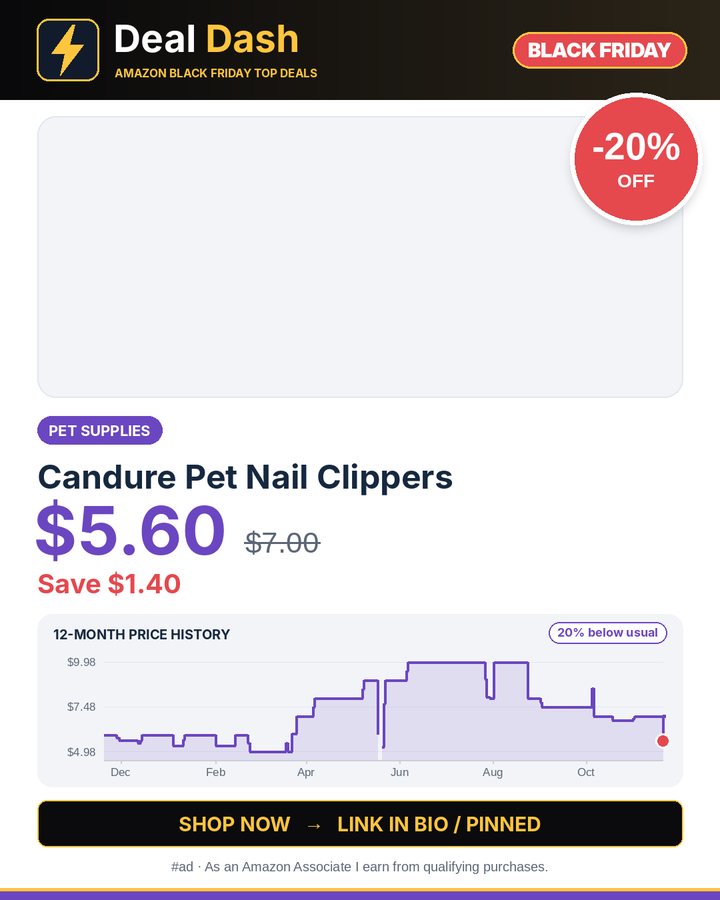 Deal Dash
AMAZON BLACK FRIDAY TOP DEALS
BLACK FRIDAY
-20%
OFF
PET SUPPLIES
Candure Pet Nail Clippers
$5.60 $7.00
Save $1.40
12-MONTH PRICE HISTORY
20% below usual
$9.98
$7.48
$4.98
Dec Feb Apr Jun Aug Oct
SHOP NOW → LINK IN BIO / PINNED
#ad · As an Amazon Associate I earn from qualifying purchases.